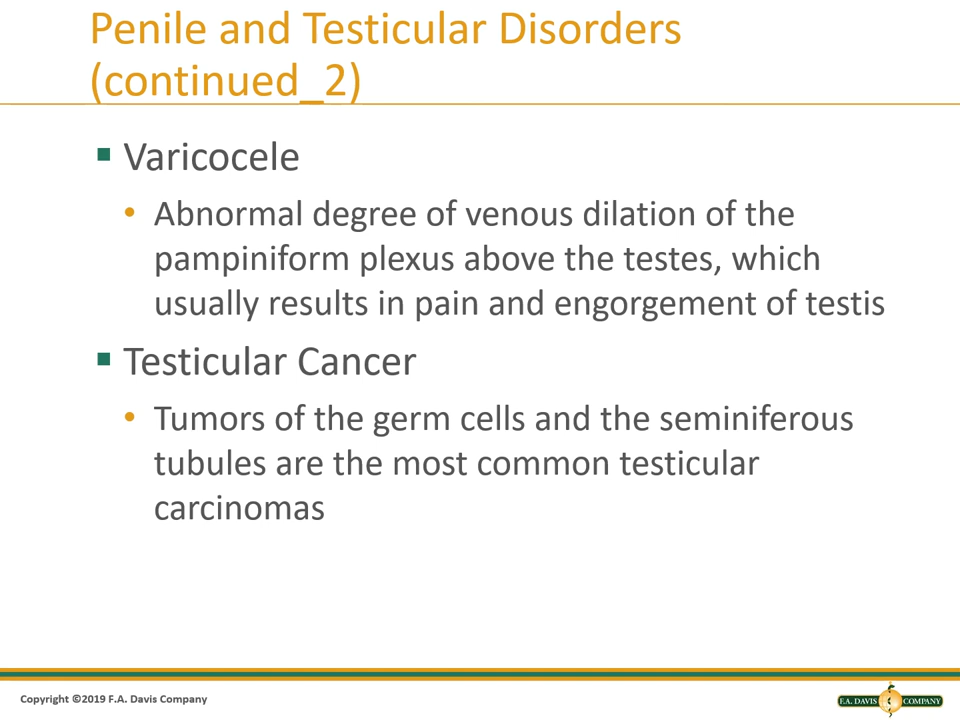 Penile and Testicular Disorders
(continued_2)
Varicocele
Abnormal degree of venous dilation of the
pampiniform plexus above the testes, which
usually results in pain and engorgement of testis
Testicular Cancer
Tumors of the germ cells and the seminiferous
tubules are the most common testicular
carcinomas
Copyright ©2019 F.A. Davis Company
F.A. DAVIS COMPANY